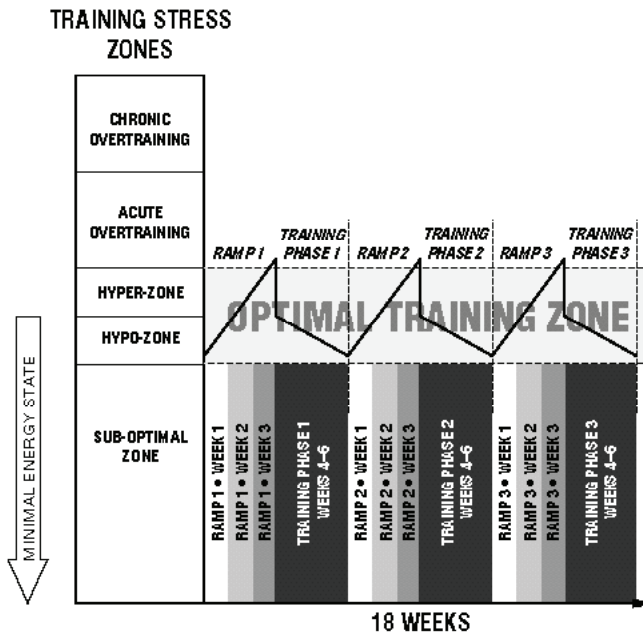 TRAINING STRESS
ZONES
CHRONIC
OVERTRAINING
ACUTE
OVERTRAINING
HYPER-ZONE
HYPO-ZONE
SUB-OPTIMAL
ZONE
MINIMAL ENERGY STATE
RAMP 1
TRAINING
PHASE 1
RAMP 2
TRAINING
PHASE 2
RAMP 3
TRAINING
PHASE 3
OPTIMAL TRAINING ZONE
RAMP 1 • WEEK 1
RAMP 1 • WEEK 2
RAMP 1 • WEEK 3
TRAINING PHASE 1
WEEKS 4–6
RAMP 2 • WEEK 1
RAMP 2 • WEEK 2
RAMP 2 • WEEK 3
TRAINING PHASE 2
WEEKS 4–6
RAMP 3 • WEEK 1
RAMP 3 • WEEK 2
RAMP 3 • WEEK 3
TRAINING PHASE 3
WEEKS 4–6
18 WEEKS